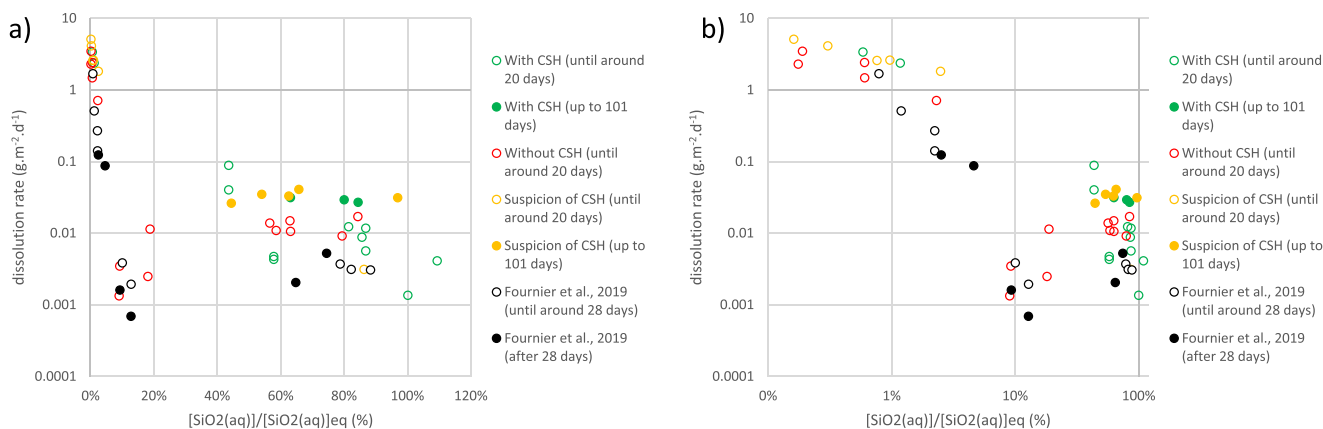 a)
10
1
0.1
0.01
0.001
0.0001
dissolution rate (g.m-2.d-1)
0%
20%
40%
60%
80%
100%
120%
[SiO2(aq)]/[SiO2(aq)]eq (%)
With CSH (until around
20 days)
With CSH (up to 101
days)
Without CSH (until
around 20 days)
Suspicion of CSH (until
around 20 days)
Suspicion of CSH (up to
101 days)
Fournier et al., 2019
(until around 28 days)
Fournier et al., 2019
(after 28 days)
b)
10
1
0.1
0.01
0.001
0.0001
dissolution rate (g.m-2.d-1)
0%
1%
10%
100%
[SiO2(aq)]/[SiO2(aq)]eq (%)
With CSH (until around
20 days)
With CSH (up to 101
days)
Without CSH (until
around 20 days)
Suspicion of CSH (until
around 20 days)
Suspicion of CSH (up to
101 days)
Fournier et al., 2019
(until around 28 days)
Fournier et al., 2019
(after 28 days)